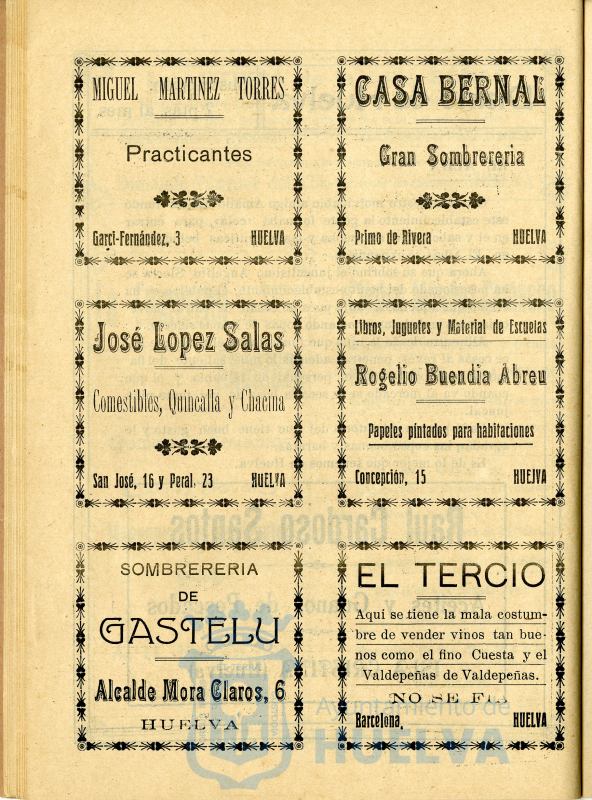 MIGUEL MARTINEZ TORRES
Practicantes
Garci-Fernández, 3 HUELVA
CASA BERNAL
Gran Sombrereria
Primo de Rivera HUELVA
José Lopez Salas
Comestibles, Quincalla y Chacina
San José, 16 y Peral, 23 HUELVA
Libros, Juguetes y Material de Escuelas
Rogelio Buendia Abreu
Papeles pintados para habitaciones
Concepción, 15 HUEJVA
SOMBRERERIA
DE
GASTELU
Alcalde Mora Claros, 6
HUELVA
EL TERCIO
Aqui se tiene la mala costum-
bre de vender vinos tan bue-
nos como el fino Cuesta y el
Valdepeñas de Valdepeñas.
NO SE
Barcelona, HUELVA
Ayuntamiento de
HUELVA